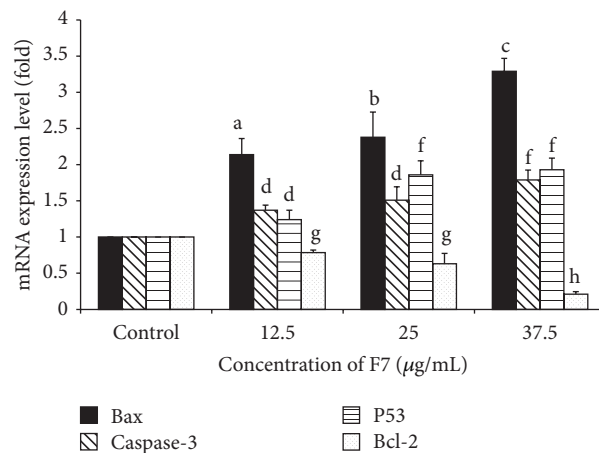 mRNA expression level (fold)
4
3.5
3
2.5
2
1.5
1
0.5
0
a
d
d
g
b
d
f
g
c
f
f
h
Control
12.5
25
37.5
Concentration of F7 (μg/mL)
Bax
Caspase-3
P53
Bcl-2